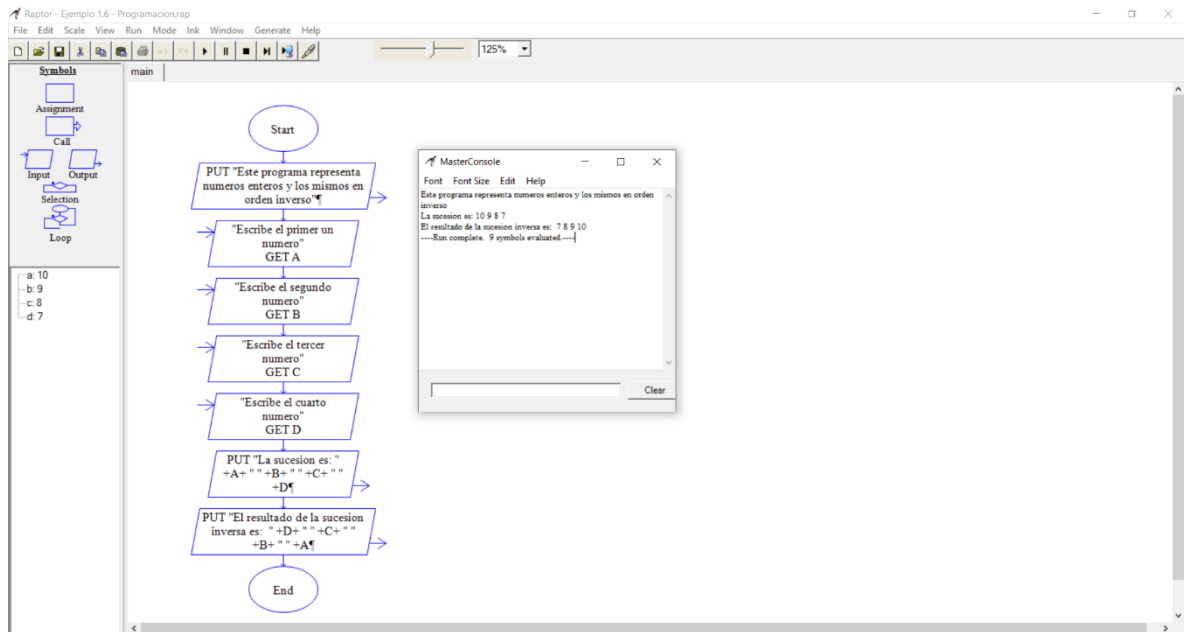 Raptor - Ejemplo 1.6 - Programacion.rap
File Edit Scale View Run Mode Ink Window Generate Help
125%
Symbols
Assignment
Call
Input Output
Selection
Loop
a: 10
b: 9
c: 8
d: 7
main
Start
PUT "Este programa representa
numeros enteros y los mismos en
orden inverso"¶
"Escribe el primer un
numero"
GET A
"Escribe el segundo
numero"
GET B
"Escribe el tercer
numero"
GET C
"Escribe el cuarto
numero"
GET D
PUT "La sucesion es: "
+A+ " " +B+ " " +C+ " "
+D¶
PUT "El resultado de la sucesion
inversa es:  " +D+ " " +C+ " "
+B+ " " +A¶
End
MasterConsole
Font Font Size Edit Help
Este programa representa numeros enteros y los mismos en orden
inverso
La sucesion es: 10 9 8 7
El resultado de la sucesion inversa es:  7 8 9 10
----Run complete.  9 symbols evaluated.----
Clear